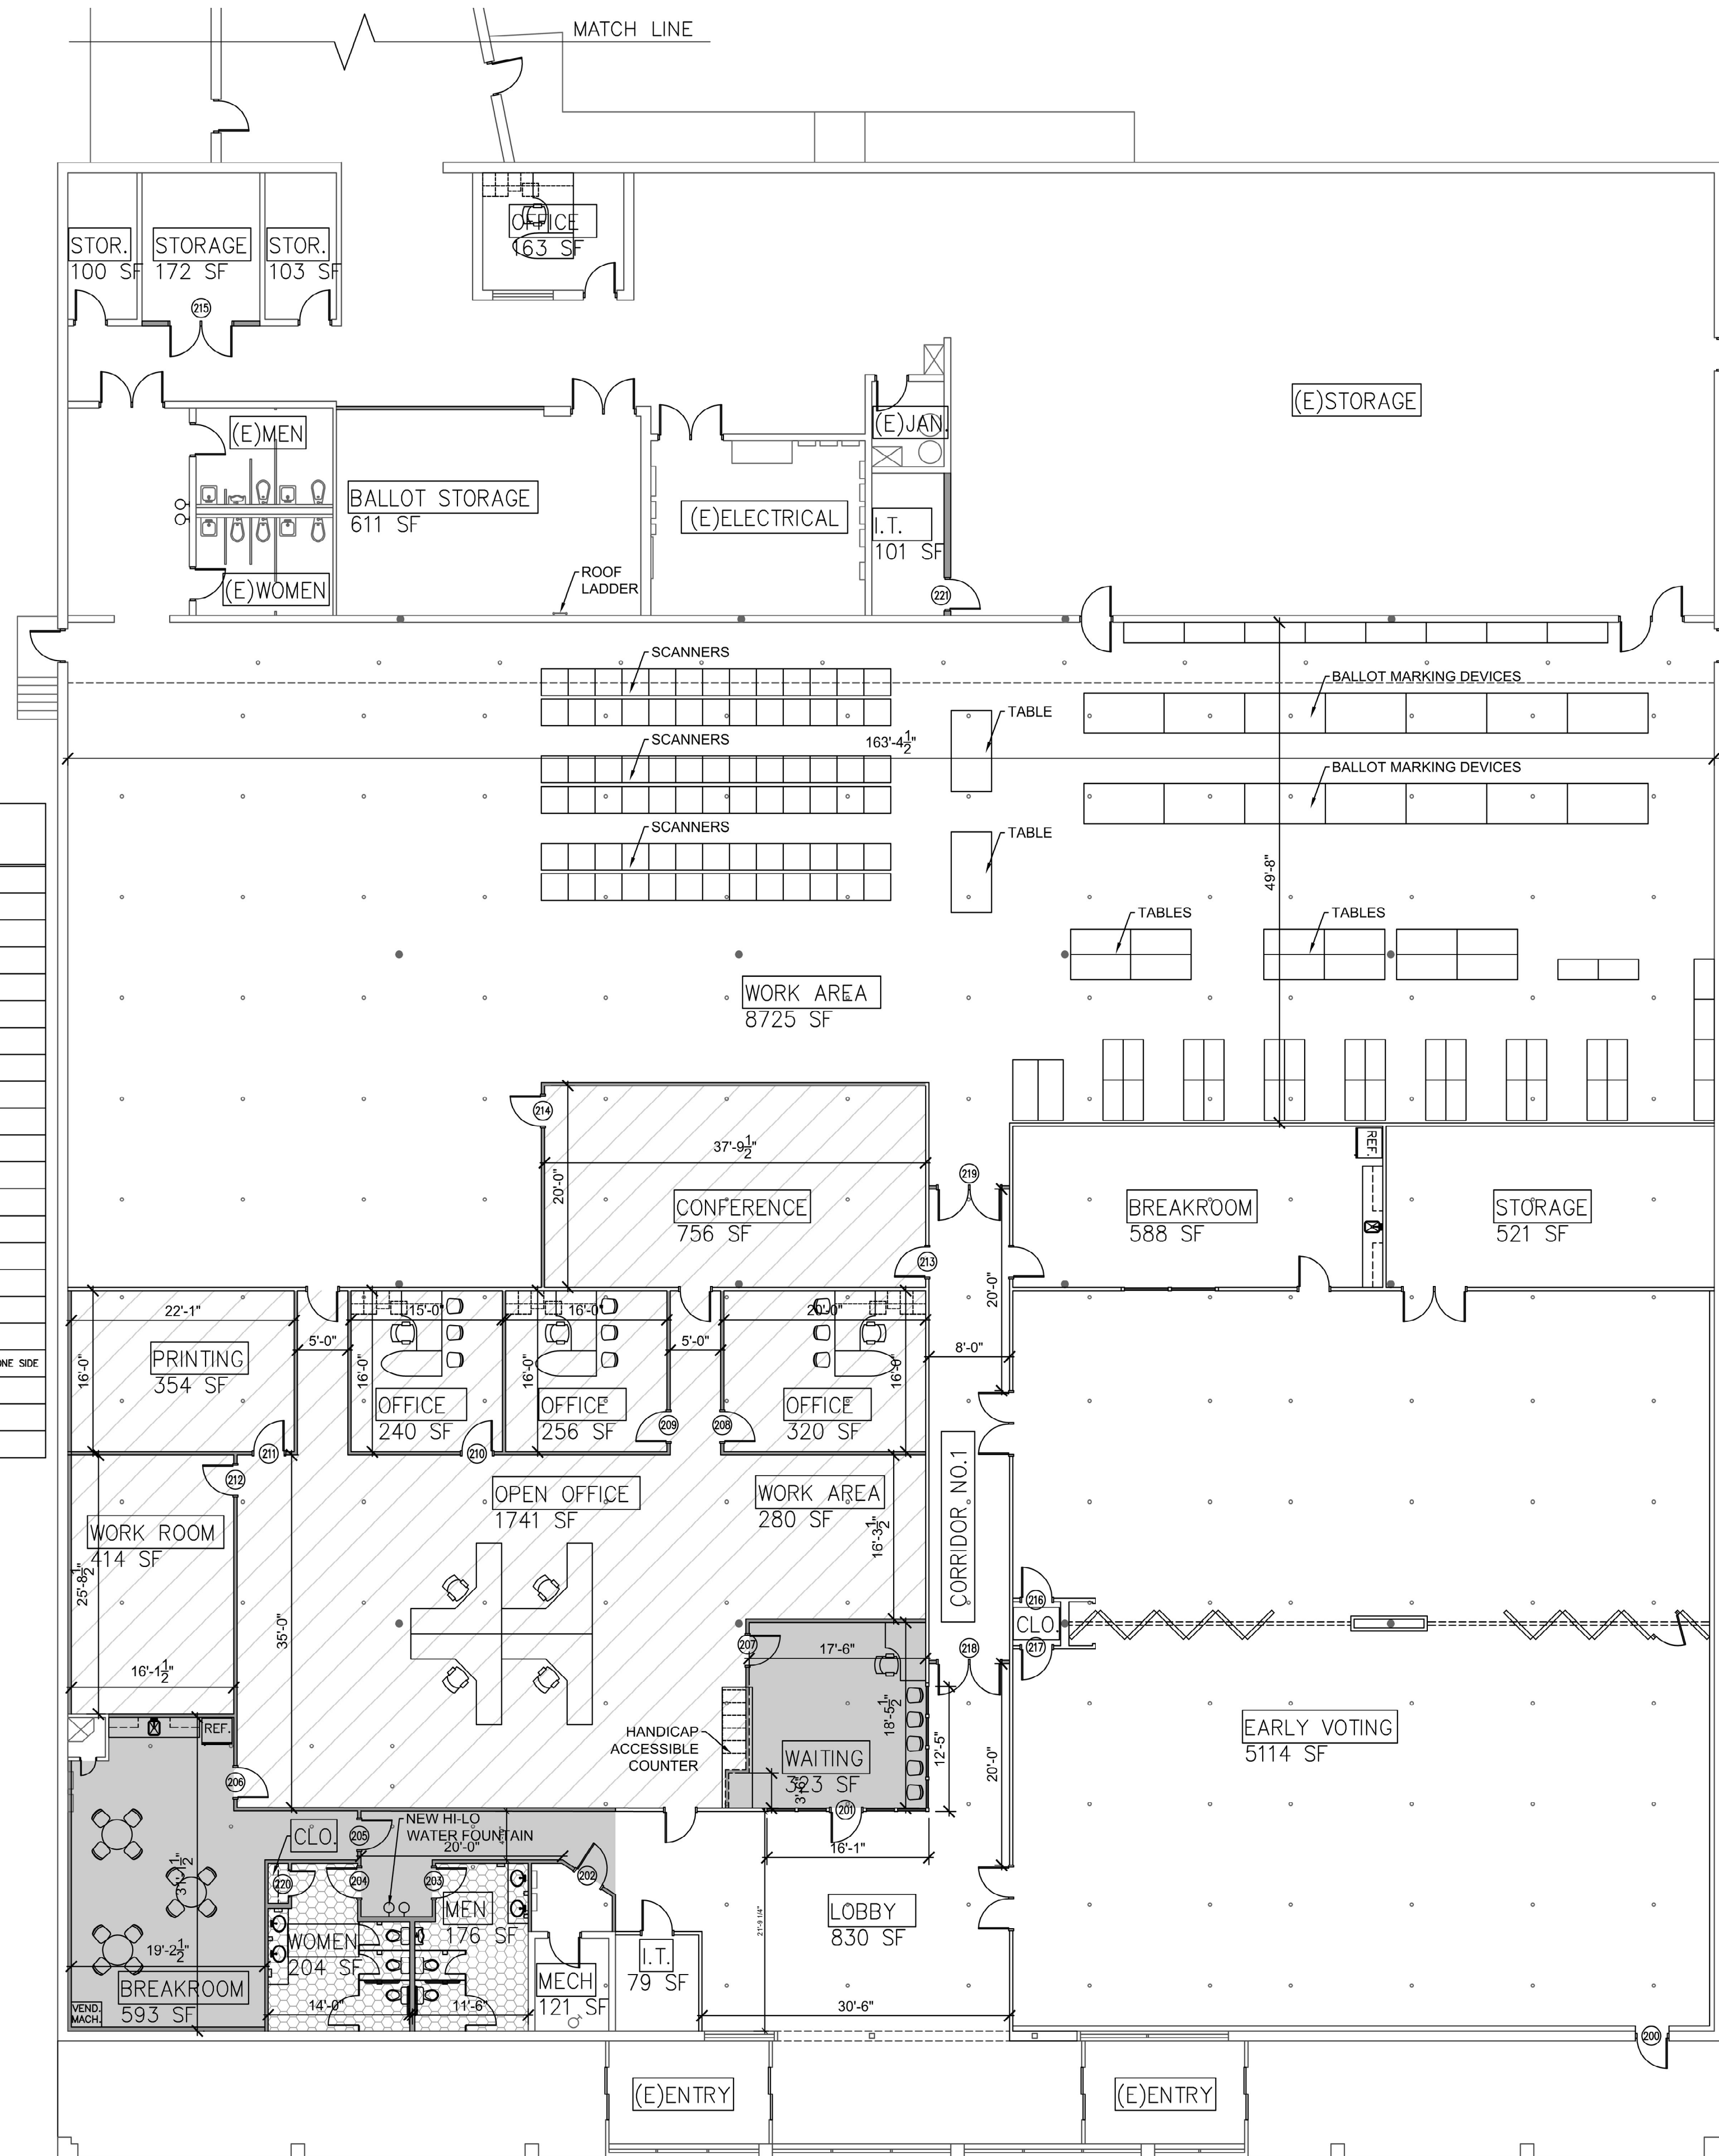 MATCH LINE
OFFICE
163 SF
STOR.
100 SF
STORAGE
172 SF
STOR.
103 SF
215
(E)STORAGE
(E)MEN
(E)JAN.
BALLOT STORAGE
611 SF
(E)ELECTRICAL
I.T.
101 SF
(E)WOMEN
ROOF
LADDER
221
SCANNERS
BALLOT MARKING DEVICES
TABLE
SCANNERS
163'-4 1/2"
BALLOT MARKING DEVICES
SCANNERS
TABLE
49'-8"
TABLES
TABLES
WORK AREA
8725 SF
214
37'-9 1/2"
20'-0"
CONFERENCE
756 SF
219
213
REF.
BREAKROOM
588 SF
STORAGE
521 SF
20'-0"
22'-1"
15'-0"
16'-0"
20'-0"
5'-0"
5'-0"
8'-0"
PRINTING
354 SF
16'-0"
16'-0"
16'-0"
16'-0"
ONE SIDE
OFFICE
240 SF
OFFICE
256 SF
OFFICE
320 SF
211
210
209
208
212
OPEN OFFICE
1741 SF
WORK AREA
280 SF
16'-3 1/2"
CORRIDOR NO.1
WORK ROOM
414 SF
25'-8 1/2"
35'-0"
16'-1 1/2"
216
CLO.
217
207
17'-6"
218
18'-5 1/2"
12'-5"
20'-0"
HANDICAP
ACCESSIBLE
COUNTER
WAITING
323 SF
EARLY VOTING
5114 SF
REF.
206
201
16'-1"
CLO.
205
NEW HI-LO
WATER FOUNTAIN
20'-0"
202
220
204
203
31'-1 1/2"
MEN
176 SF
21'-9 1/4"
LOBBY
830 SF
WOMEN
204 SF
19'-2 1/2"
BREAKROOM
593 SF
VEND.
MACH.
14'-0"
11'-6"
MECH
121 SF
I.T.
79 SF
30'-6"
200
(E)ENTRY
(E)ENTRY